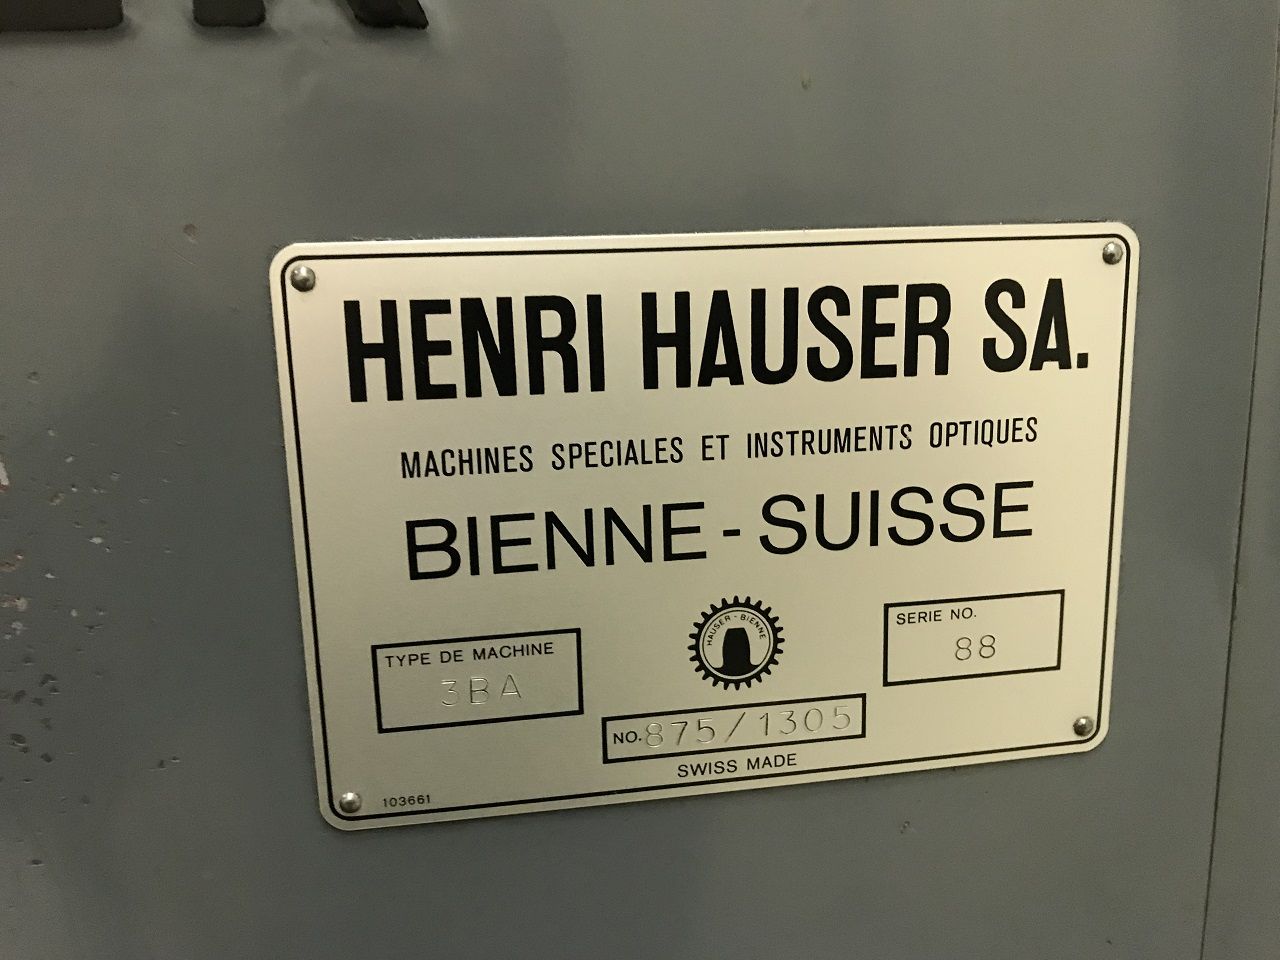 HENRI HAUSER SA.
MACHINES SPECIALES ET INSTRUMENTS OPTIQUES
BIENNE - SUISSE
HAUSER - BIENNE
TYPE DE MACHINE
3BA
SERIE NO.
88
NO. 875/1305
SWISS MADE
103661